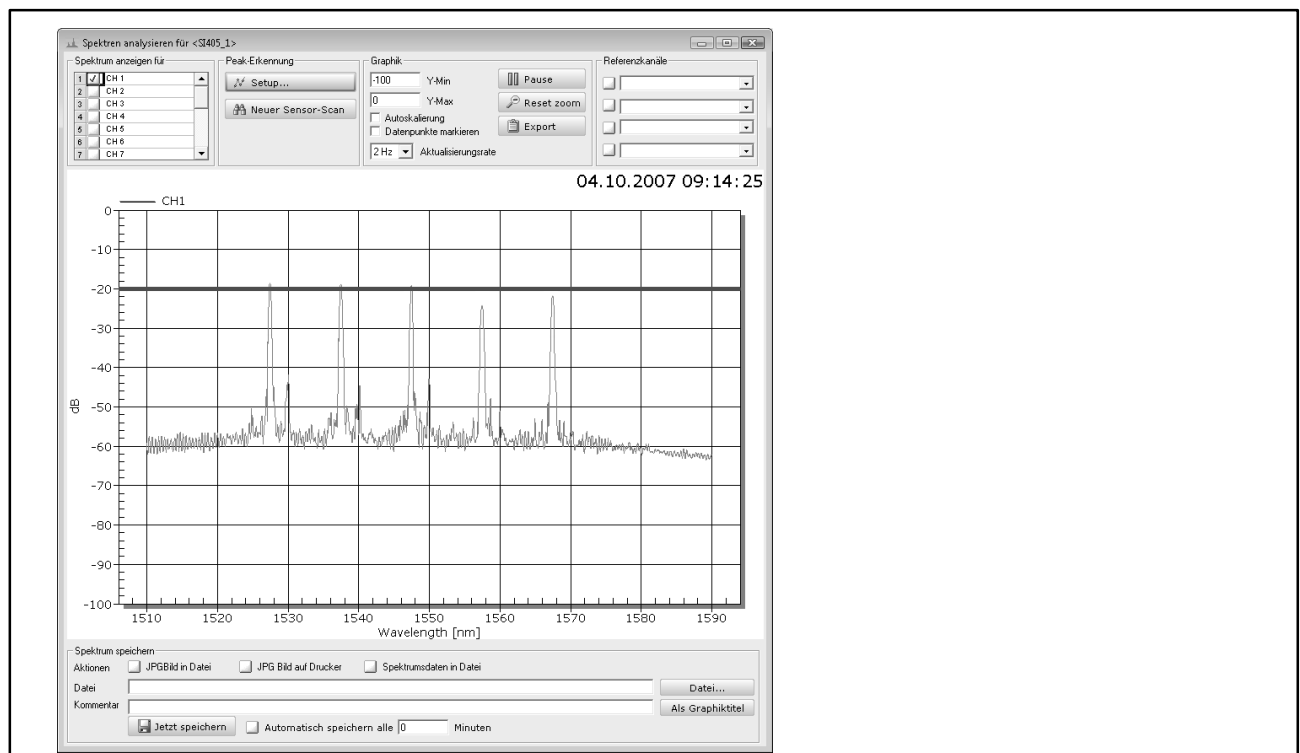 Spektren analysieren für <SI405_1>
Spektrum anzeigen für
1 CH 1
2 CH 2
3 CH 3
4 CH 4
5 CH 5
6 CH 6
7 CH 7
Peak-Erkennung
Setup...
Neuer Sensor-Scan
Graphik
-100 Y-Min
0 Y-Max
Autoskalierung
Datenpunkte markieren
2 Hz Aktualisierungsrate
Pause
Reset zoom
Export
Referenzkanäle
04.10.2007 09:14:25
CH1
0
-10
-20
-30
-40
-50
-60
-70
-80
-90
-100
dB
1510 1520 1530 1540 1550 1560 1570 1580 1590
Wavelength [nm]
Spektrum speichern
Aktionen JPGBild in Datei JPG Bild auf Drucker Spektrumsdaten in Datei
Datei Datei...
Kommentar Als Graphiktitel
Jetzt speichern Automatisch speichern alle 0 Minuten